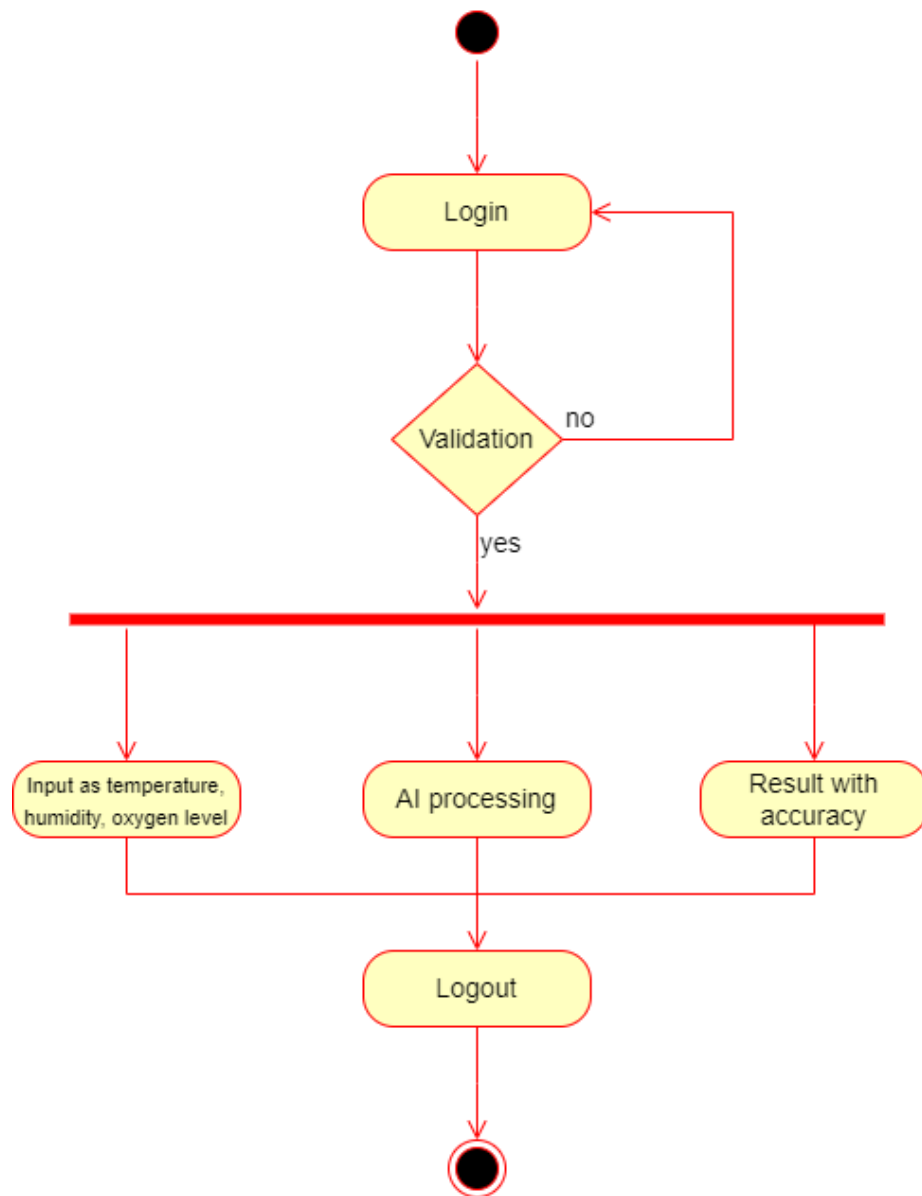 Login
Validation
no
yes
Input as temperature,
humidity, oxygen level
AI processing
Result with
accuracy
Logout